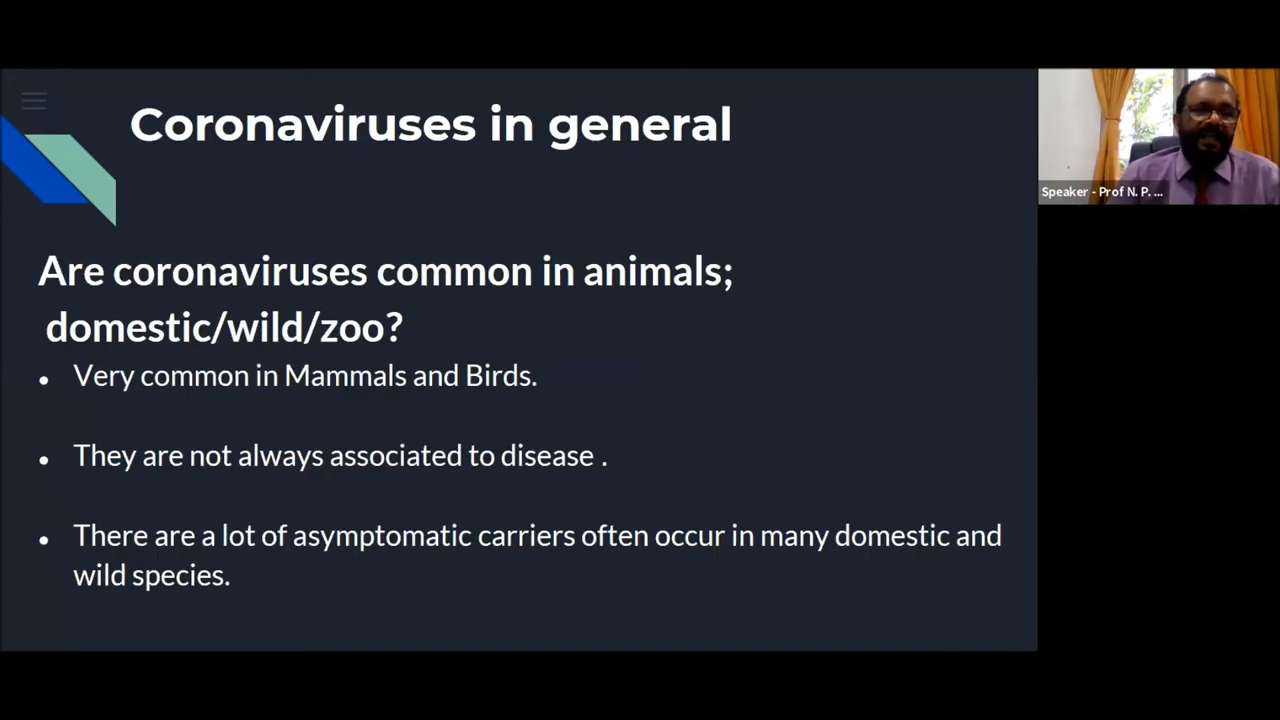 Coronaviruses in general
Speaker - Prof N. P. ...
Are coronaviruses common in animals;
domestic/wild/zoo?
• Very common in Mammals and Birds.
• They are not always associated to disease .
• There are a lot of asymptomatic carriers often occur in many domestic and
wild species.